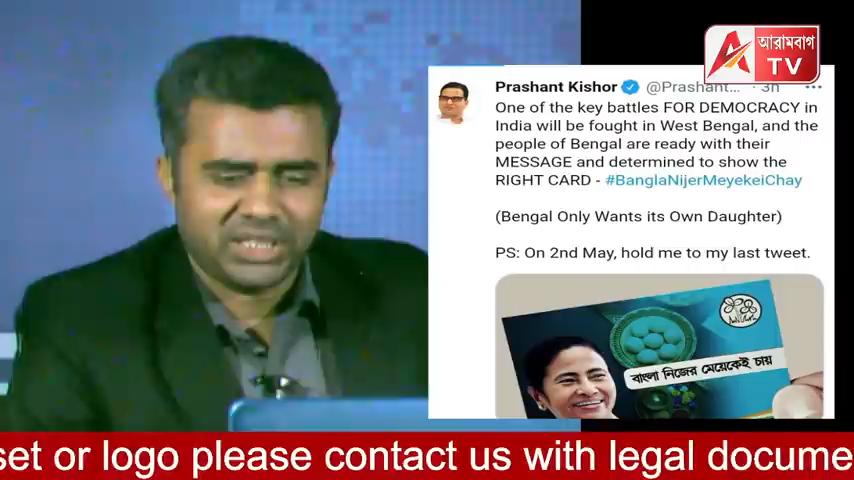 আরামবাগ
TV
Prashant Kishor @Prashant... · 3h
One of the key battles FOR DEMOCRACY in
India will be fought in West Bengal, and the
people of Bengal are ready with their
MESSAGE and determined to show the
RIGHT CARD - #BanglaNijerMeyekeiChay
(Bengal Only Wants its Own Daughter)
PS: On 2nd May, hold me to my last tweet.
বাংলা নিজের মেয়েকেই চায়
set or logo please contact us with legal docume